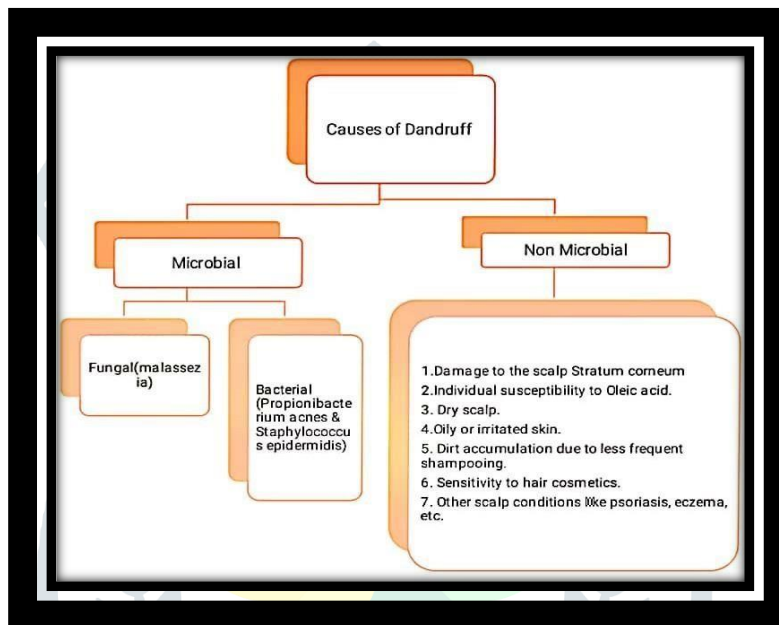 Causes of Dandruff
Microbial
Non Microbial
Fungal(malassez
ia)
Bacterial
(Propionibacte
rium acnes &
Staphylococcu
s epidermidis)
1.Damage to the scalp Stratum corneum
2.Individual susceptibility to Oleic acid.
3. Dry scalp.
4.Oily or irritated skin.
5. Dirt accumulation due to less frequent
shampooing.
6. Sensitivity to hair cosmetics.
7. Other scalp conditions like psoriasis, eczema,
etc.